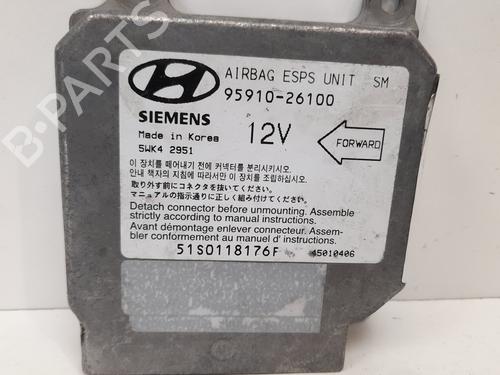 B-PARTS
AIRBAG ESPS UNIT SM
95910-26100
SIEMENS
Made in Korea
5WK4 2951
12V
FORWARD
이 장치를 떼어내기 전에 커넥터를 분리시키시오.
안내 책자의 지침에 따라서만 이 장치를 조립하십시오.
取り外す前にコネクタを抜いてください。
マニュアルの指示通りに正しく組み付けてください。
Detach connector before unmounting. Assemble
strictly according to manual instructions.
Avant démontage enlever connecteur. Assem-
bler conformement au manuel d' instructions.
51S0118176F
45010406